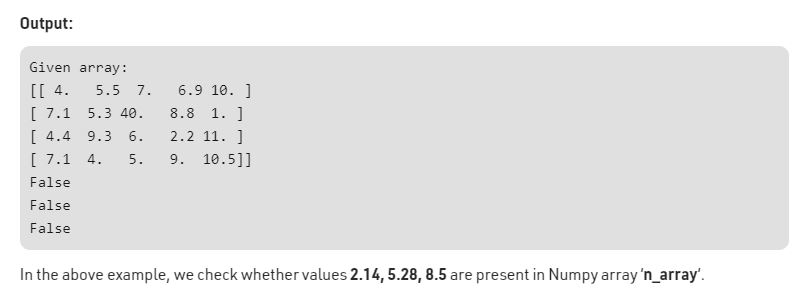 Output:
Given array:
[[ 4.   5.5  7.   6.9 10. ]
[ 7.1  5.3 40.   8.8  1. ]
[ 4.4  9.3  6.   2.2 11. ]
[ 7.1  4.   5.   9.  10.5]]
False
False
False
In the above example, we check whether values 2.14, 5.28, 8.5 are present in Numpy array 'n_array'.